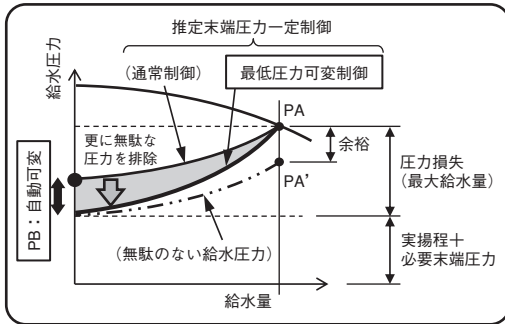 推定末端圧力一定制御
給水圧力
(通常制御)
最低圧力可変制御
PA
更に無駄な
圧力を排除
余裕
PA'
圧力損失
(最大給水量)
PB：自動可変
(無駄のない給水圧力)
実揚程＋
必要末端圧力
給水量